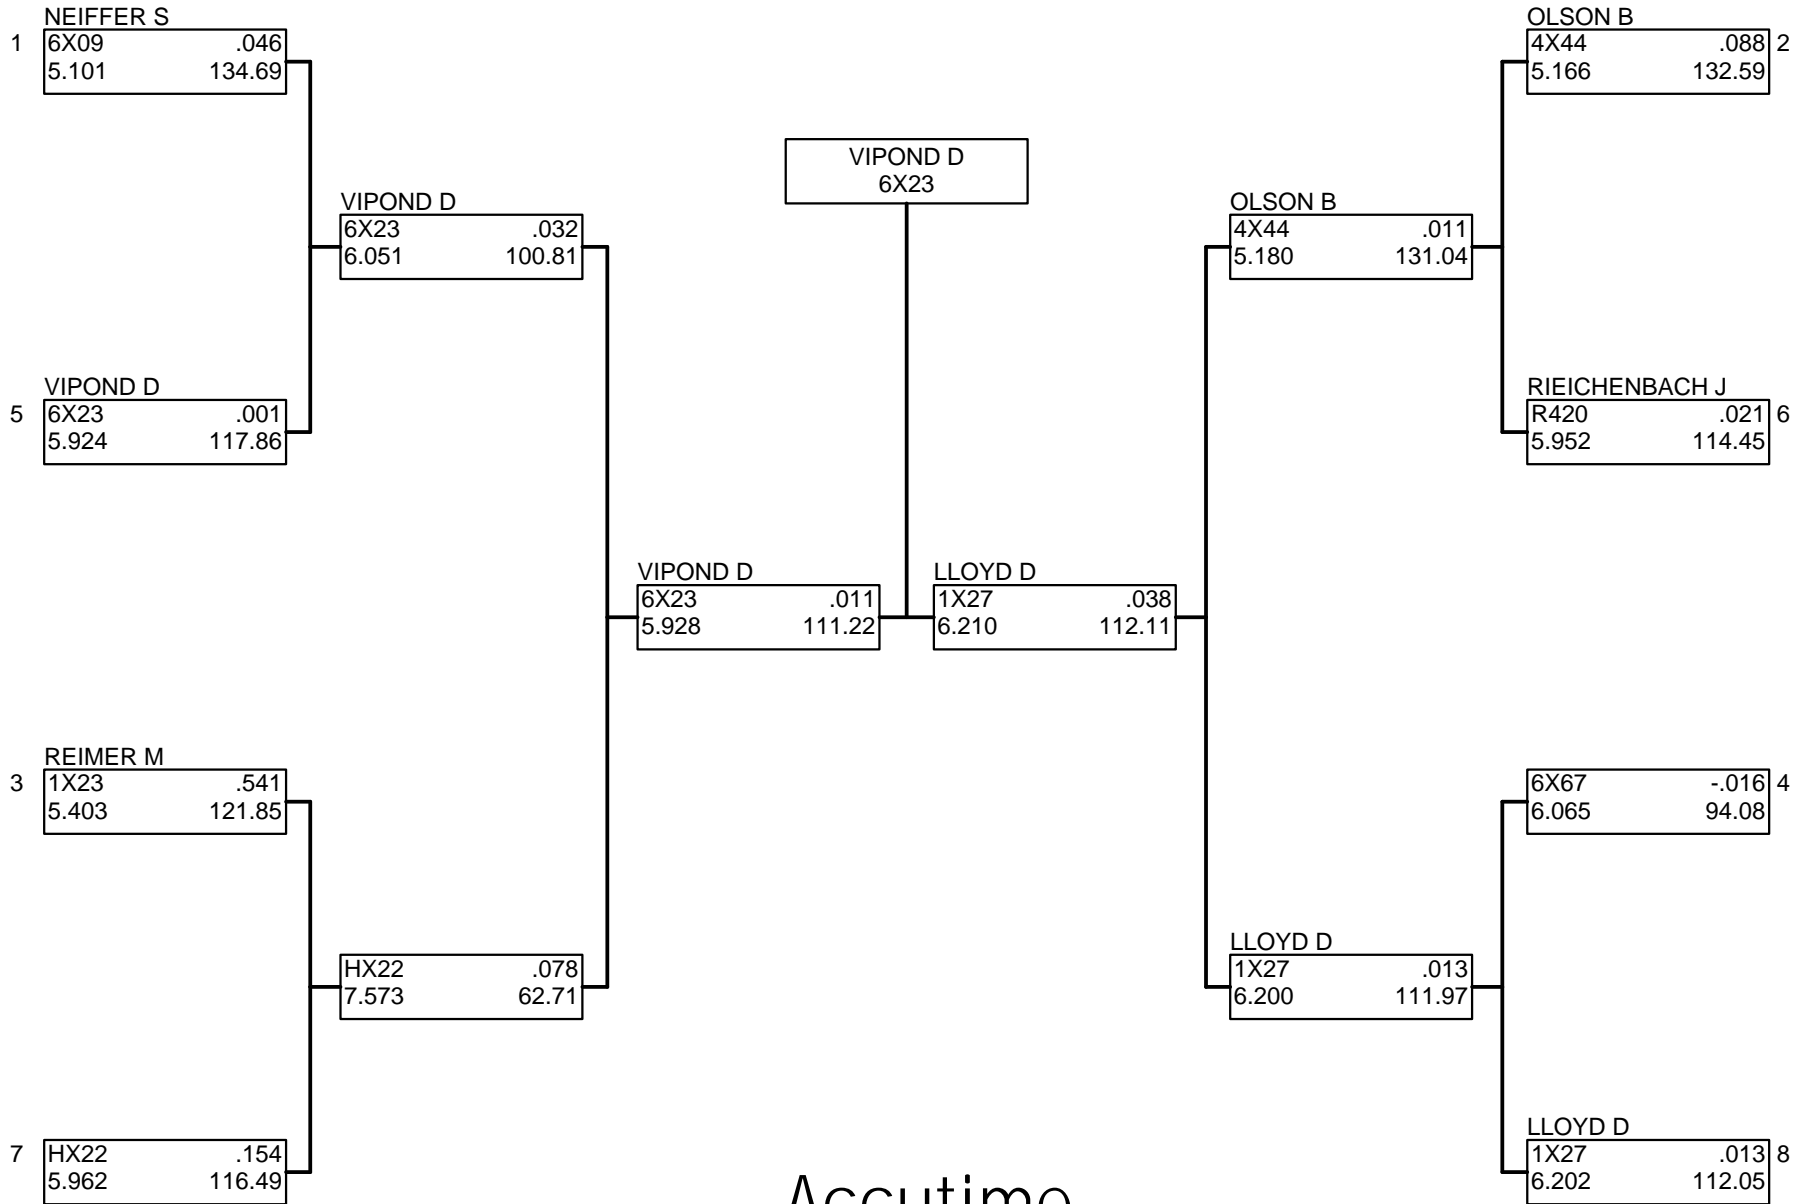 NEIFFER S
1 6X09 .046
5.101 134.69
VIPOND D
5 6X23 .001
5.924 117.86
REIMER M
3 1X23 .541
5.403 121.85
7 HX22 .154
5.962 116.49
VIPOND D
6X23 .032
6.051 100.81
HX22 .078
7.573 62.71
VIPOND D
6X23 .011
5.928 111.22
VIPOND D
6X23
LLOYD D
1X27 .038
6.210 112.11
OLSON B
4X44 .011
5.180 131.04
LLOYD D
1X27 .013
6.200 111.97
OLSON B
4X44 .088 2
5.166 132.59
RIEICHENBACH J
R420 .021 6
5.952 114.45
6X67 -.016 4
6.065 94.08
LLOYD D
1X27 .013 8
6.202 112.05
Accutime